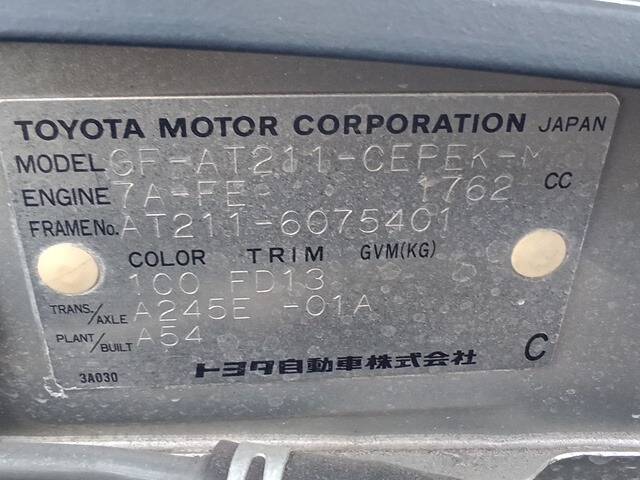 TOYOTA MOTOR CORPORATION JAPAN
MODEL GF-AT211-CEPEK-M
ENGINE 7A-FE 1762 CC
FRAME No. AT211-6075401
COLOR TRIM GVM(KG)
1C0 FD13
TRANS./AXLE A245E -01A
PLANT/BUILT A54
トヨタ自動車株式会社 C
3A030